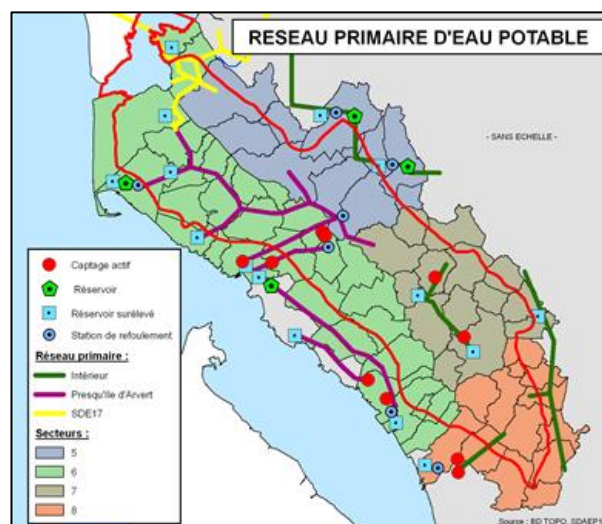 RESEAU PRIMAIRE D'EAU POTABLE
- SANS ECHELLE -
Captage actif
Réservoir
Réservoir surélevé
Station de refoulement
Réseau primaire :
Intérieur
Presqu'île d'Arvert
SDE17
Secteurs :
5
6
7
8
Source : BD TOPO, SDAEP17